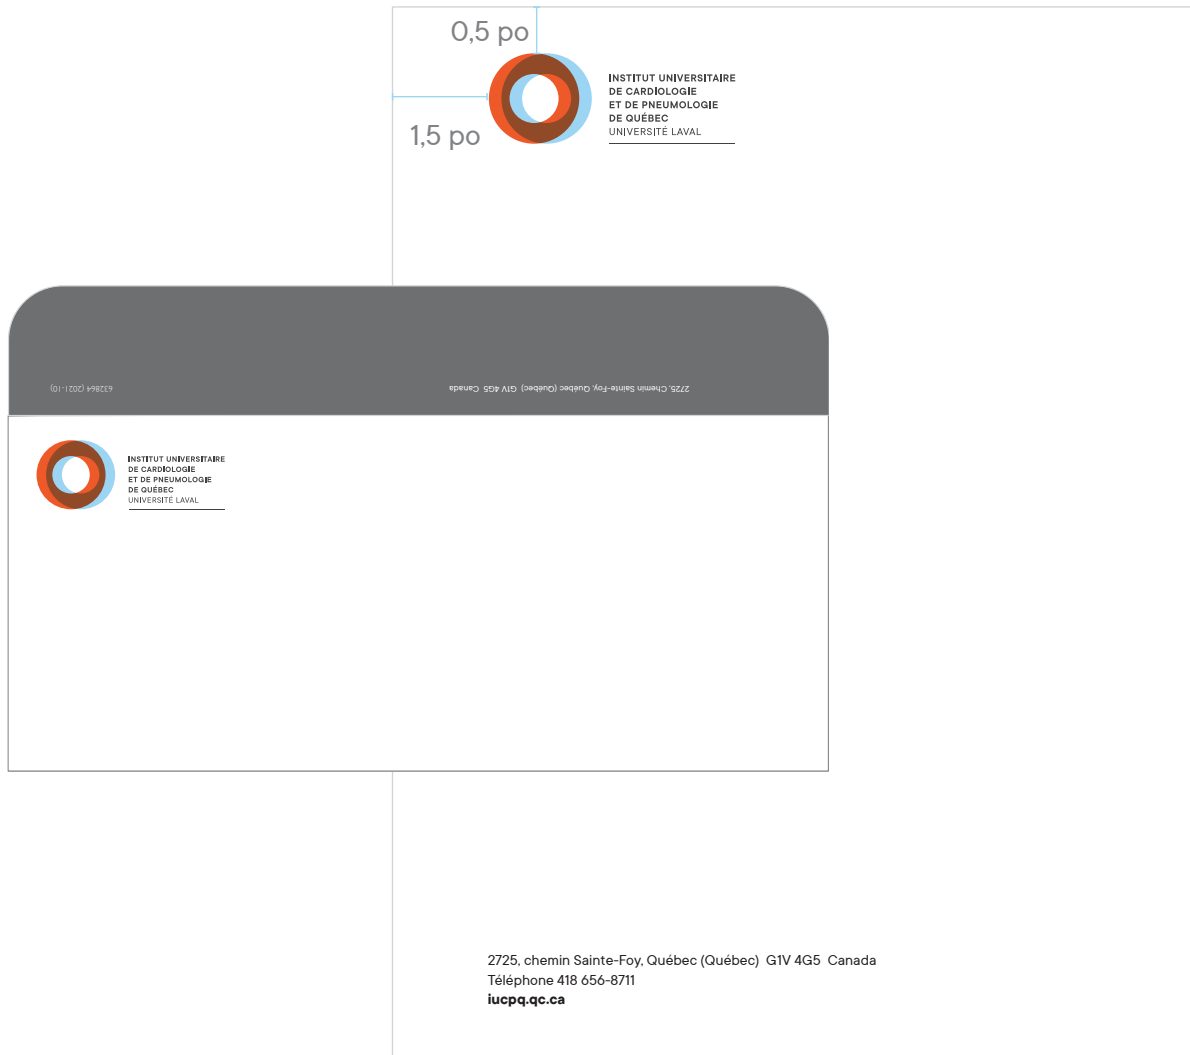 0,5 po
1,5 po
INSTITUT UNIVERSITAIRE
DE CARDIOLOGIE
ET DE PNEUMOLOGIE
DE QUÉBEC
UNIVERSITÉ LAVAL
632864 (2021-10)
2725, Chemin Sainte-Foy, Québec (Québec) G1V 4G5 Canada
INSTITUT UNIVERSITAIRE
DE CARDIOLOGIE
ET DE PNEUMOLOGIE
DE QUÉBEC
UNIVERSITÉ LAVAL
2725, chemin Sainte-Foy, Québec (Québec) G1V 4G5 Canada
Téléphone 418 656-8711
iucpq.qc.ca